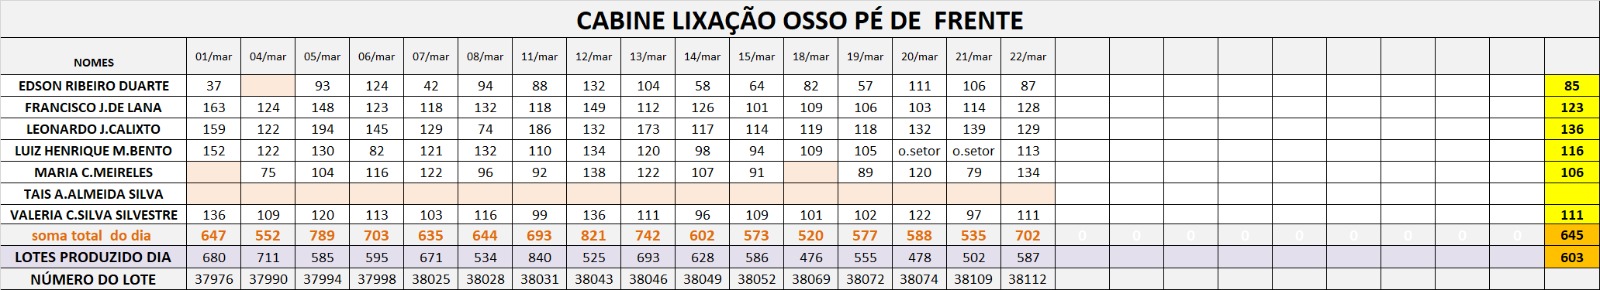 CABINE LIXAÇÃO OSSO PÉ DE FRENTE
NOMES 01/mar 04/mar 05/mar 06/mar 07/mar 08/mar 11/mar 12/mar 13/mar 14/mar 15/mar 18/mar 19/mar 20/mar 21/mar 22/mar
EDSON RIBEIRO DUARTE 37 93 124 42 94 88 132 104 58 64 82 57 111 106 87 85
FRANCISCO J.DE LANA 163 124 148 123 118 132 118 149 112 126 101 109 106 103 114 128 123
LEONARDO J.CALIXTO 159 122 194 145 129 74 186 132 173 117 114 119 118 132 139 129 136
LUIZ HENRIQUE M.BENTO 152 122 130 82 121 132 110 134 120 98 94 109 105 o.setor o.setor 113 116
MARIA C.MEIRELES 75 104 116 122 96 92 138 122 107 91 89 120 79 134 106
TAIS A.ALMEIDA SILVA
VALERIA C.SILVA SILVESTRE 136 109 120 113 103 116 99 136 111 96 109 101 102 122 97 111 111
soma total do dia 647 552 789 703 635 644 693 821 742 602 573 520 577 588 535 702 0 0 0 0 0 0 0 0 0 645
LOTES PRODUZIDO DIA 680 711 585 595 671 534 840 525 693 628 586 476 555 478 502 587 603
NÚMERO DO LOTE 37976 37990 37994 37998 38025 38028 38031 38043 38046 38049 38052 38069 38072 38074 38109 38112